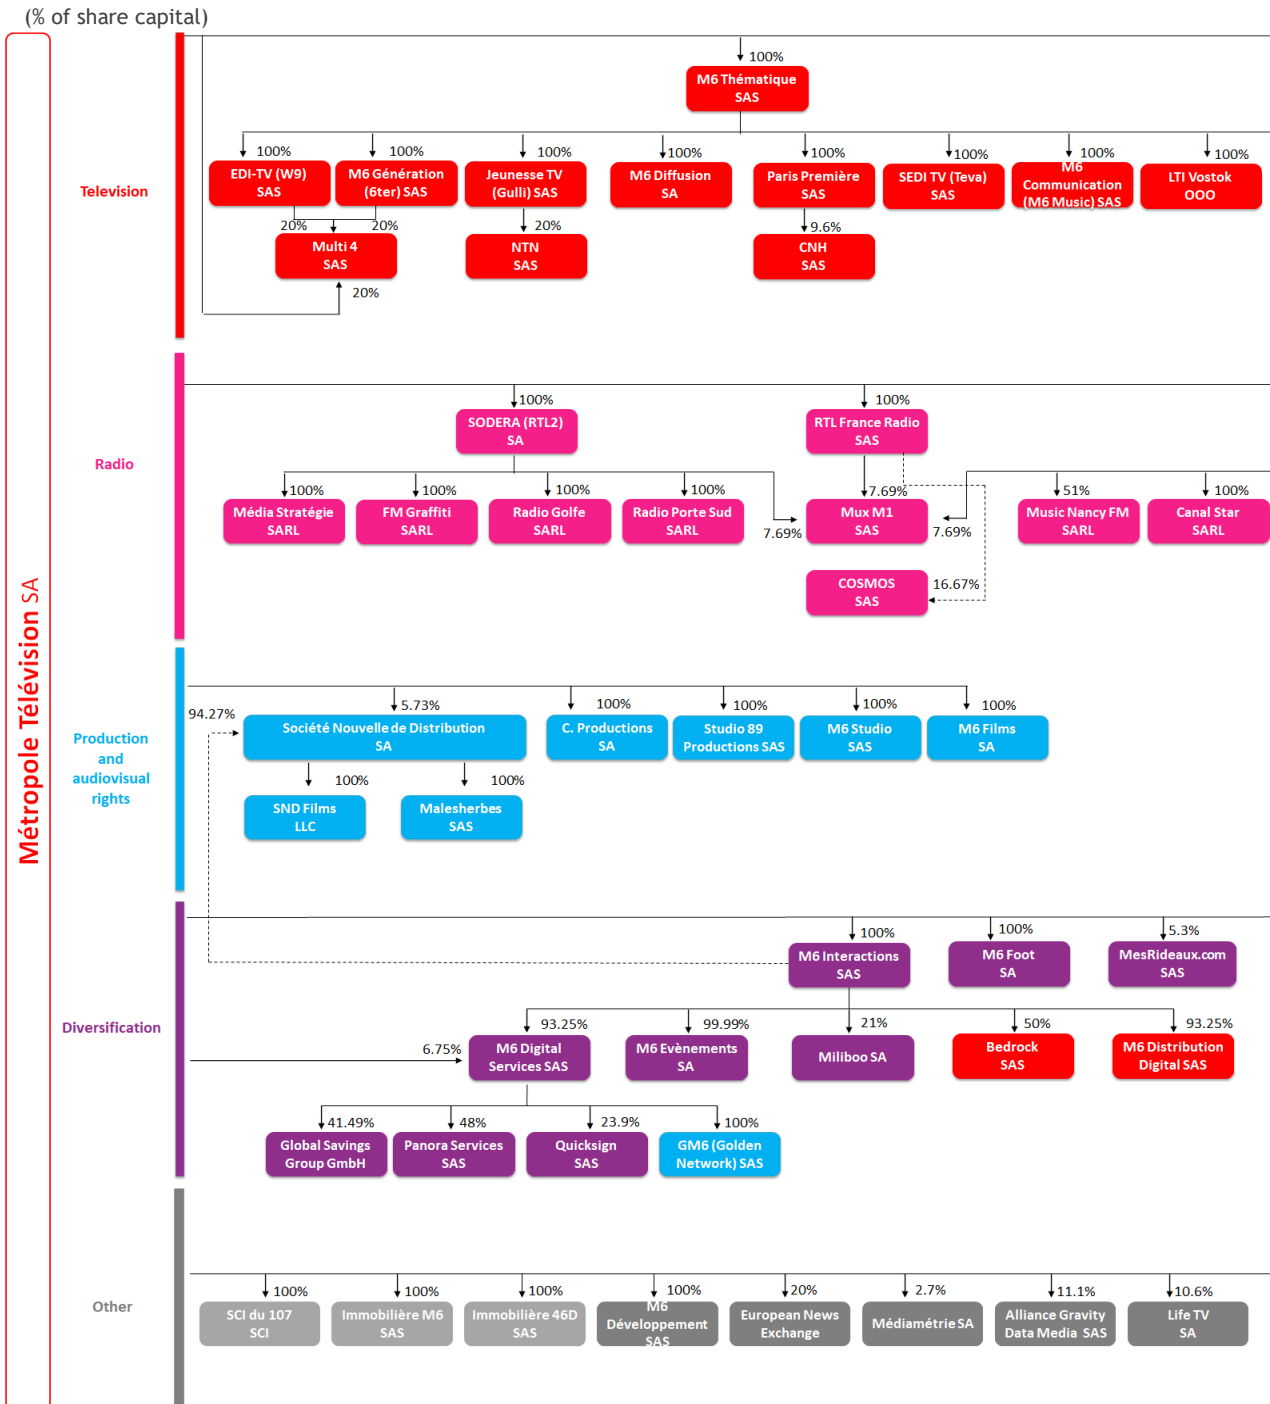 (% of share capital)
Métropole Télévision SA
Television
100%
M6 Thématique
SAS
100%
100%
100%
100%
100%
100%
100%
100%
EDI-TV (W9)
SAS
M6 Génération
(6ter) SAS
Jeunesse TV
(Gulli) SAS
M6 Diffusion
SA
Paris Première
SAS
SEDI TV (Teva)
SAS
M6
Communication
(M6 Music) SAS
LTI Vostok
OOO
20%
20%
20%
9.6%
Multi 4
SAS
NTN
SAS
CNH
SAS
20%
Radio
100%
100%
SODERA (RTL2)
SA
RTL France Radio
SAS
100%
100%
100%
100%
7.69%
51%
100%
Média Stratégie
SARL
FM Graffiti
SARL
Radio Golfe
SARL
Radio Porte Sud
SARL
7.69%
Mux M1
SAS
7.69%
Music Nancy FM
SARL
Canal Star
SARL
COSMOS
SAS
16.67%
Production
and
audiovisual
rights
94.27%
5.73%
100%
100%
100%
100%
Société Nouvelle de Distribution
SA
C. Productions
SA
Studio 89
Productions SAS
M6 Studio
SAS
M6 Films
SA
100%
100%
SND Films
LLC
Malesherbes
SAS
Diversification
100%
100%
5.3%
M6 Interactions
SAS
M6 Foot
SA
MesRideaux.com
SAS
93.25%
99.99%
21%
50%
93.25%
6.75%
M6 Digital
Services SAS
M6 Evènements
SA
Miliboo SA
Bedrock
SAS
M6 Distribution
Digital SAS
41.49%
48%
23.9%
100%
Global Savings
Group GmbH
Panora Services
SAS
Quicksign
SAS
GM6 (Golden
Network) SAS
Other
100%
100%
100%
100%
20%
2.7%
11.1%
10.6%
SCI du 107
SCI
Immobilière M6
SAS
Immobilière 46D
SAS
M6
Développement
SAS
European News
Exchange
Médiamétrie SA
Alliance Gravity
Data Media SAS
Life TV
SA